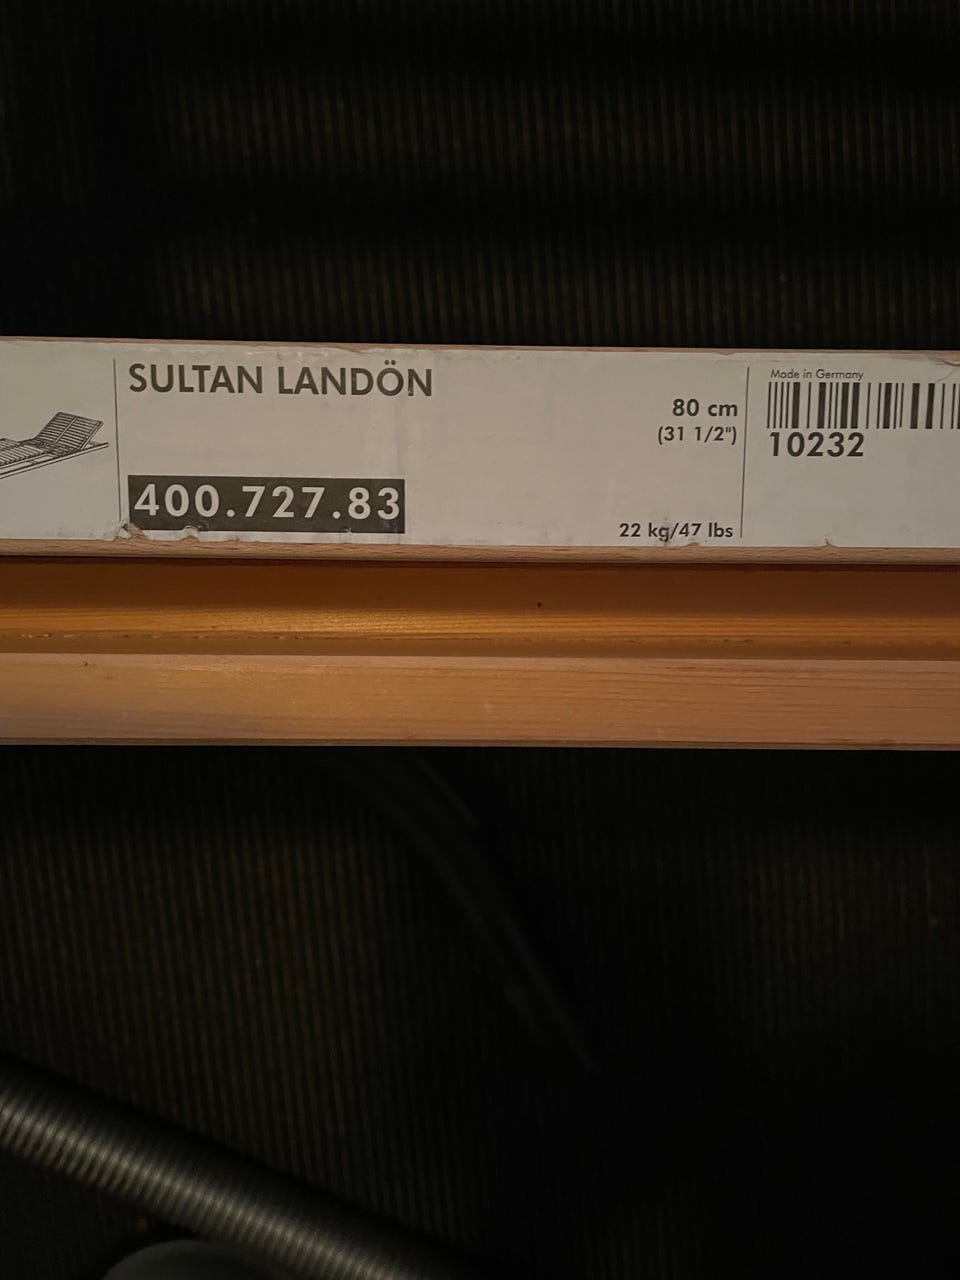 SULTAN LANDÖN
400.727.83
80 cm
(31 1/2")
22 kg/47 lbs
Made in Germany
10232